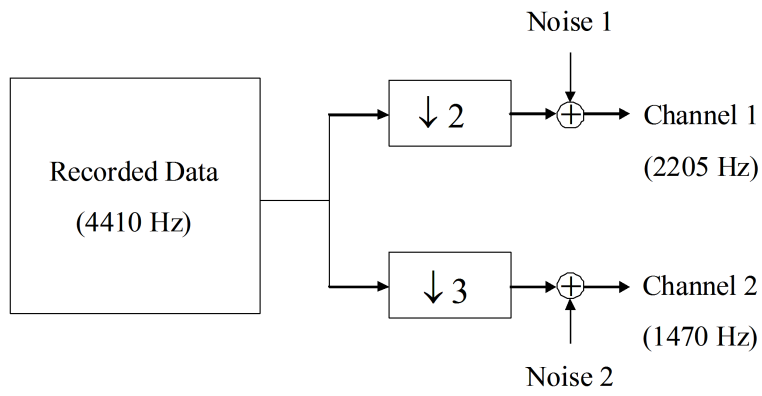 Noise 1
Recorded Data
(4410 Hz)
↓2
Channel 1
(2205 Hz)
↓3
Channel 2
(1470 Hz)
Noise 2